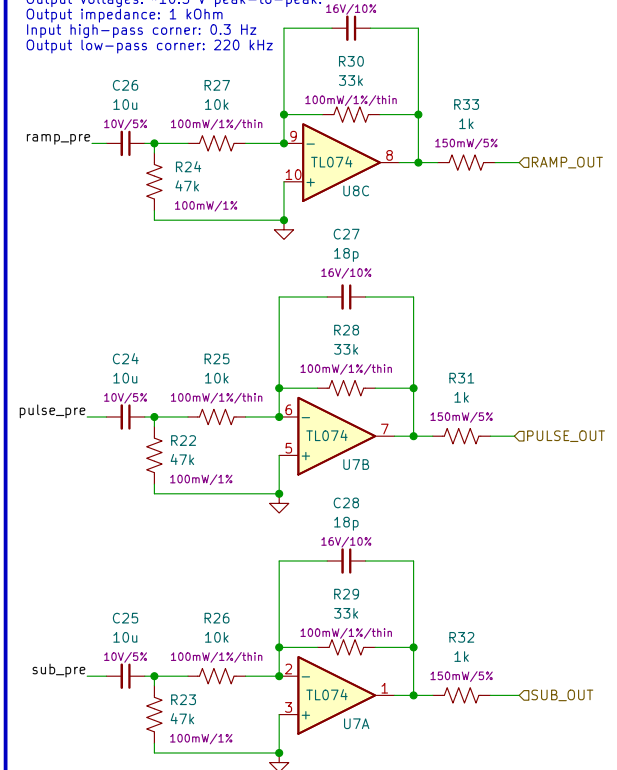 Output voltages: ~10.5 V peak-to-peak.
Output impedance: 1 kOhm
Input high-pass corner: 0.3 Hz
Output low-pass corner: 220 kHz
16V/10%
R30
33k
100mW/1%/thin
C26
10u
10V/5%
R27
10k
100mW/1%/thin
R33
1k
150mW/5%
ramp_pre
9
-
TL074
8
RAMP_OUT
R24
47k
100mW/1%
10
+
U8C
C27
18p
16V/10%
R28
33k
100mW/1%/thin
C24
10u
10V/5%
R25
10k
100mW/1%/thin
R31
1k
150mW/5%
pulse_pre
6
-
TL074
7
PULSE_OUT
R22
47k
100mW/1%
5
+
U7B
C28
18p
16V/10%
R29
33k
100mW/1%/thin
C25
10u
10V/5%
R26
10k
100mW/1%/thin
R32
1k
150mW/5%
sub_pre
2
-
TL074
1
SUB_OUT
R23
47k
100mW/1%
3
+
U7A